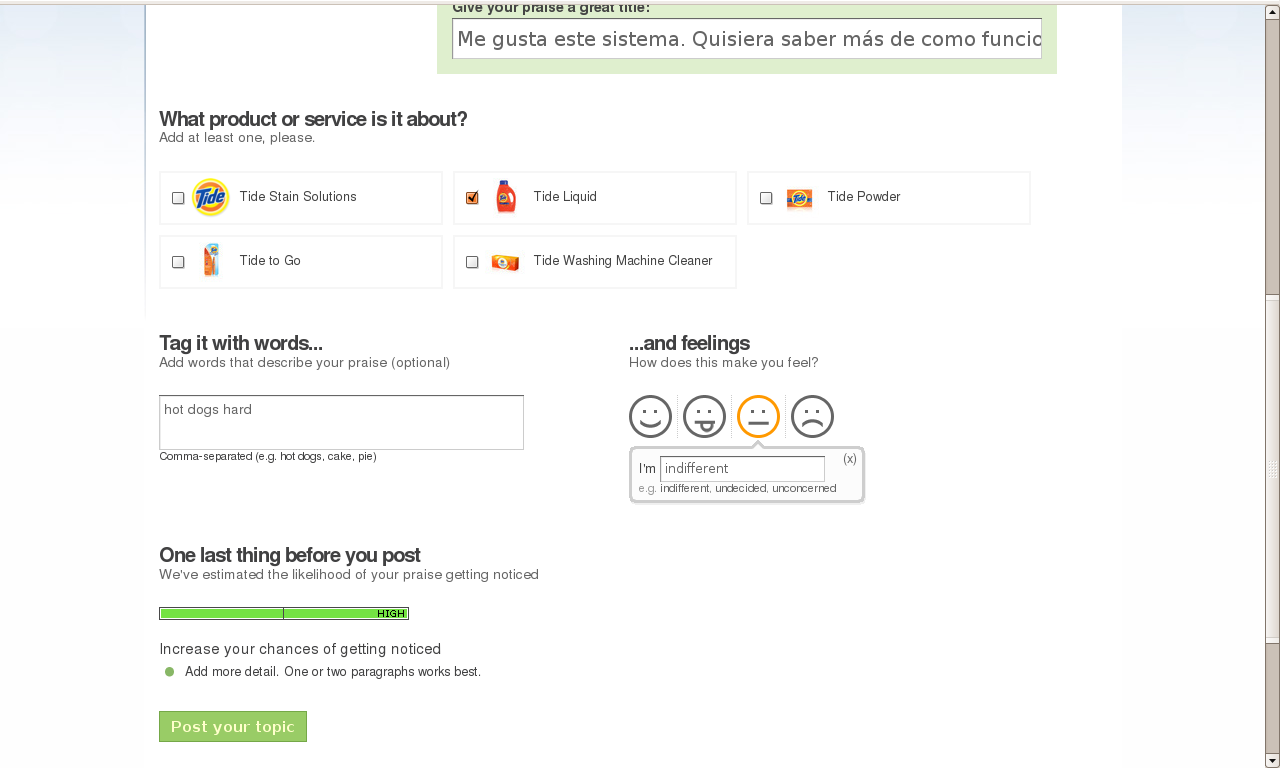 Give your praise a great title:
Me gusta este sistema. Quisiera saber más de como funcio
What product or service is it about?
Add at least one, please.
Tide Tide Stain Solutions
Tide Liquid
Tide Tide Powder
Tide to Go
Tide Washing Machine Cleaner
Tag it with words...
Add words that describe your praise (optional)
hot dogs hard
Comma-separated (e.g. hot dogs, cake, pie)
...and feelings
How does this make you feel?
I'm indifferent (x)
e.g. indifferent, undecided, unconcerned
One last thing before you post
We've estimated the likelihood of your praise getting noticed
HIGH
Increase your chances of getting noticed
Add more detail. One or two paragraphs works best.
Post your topic